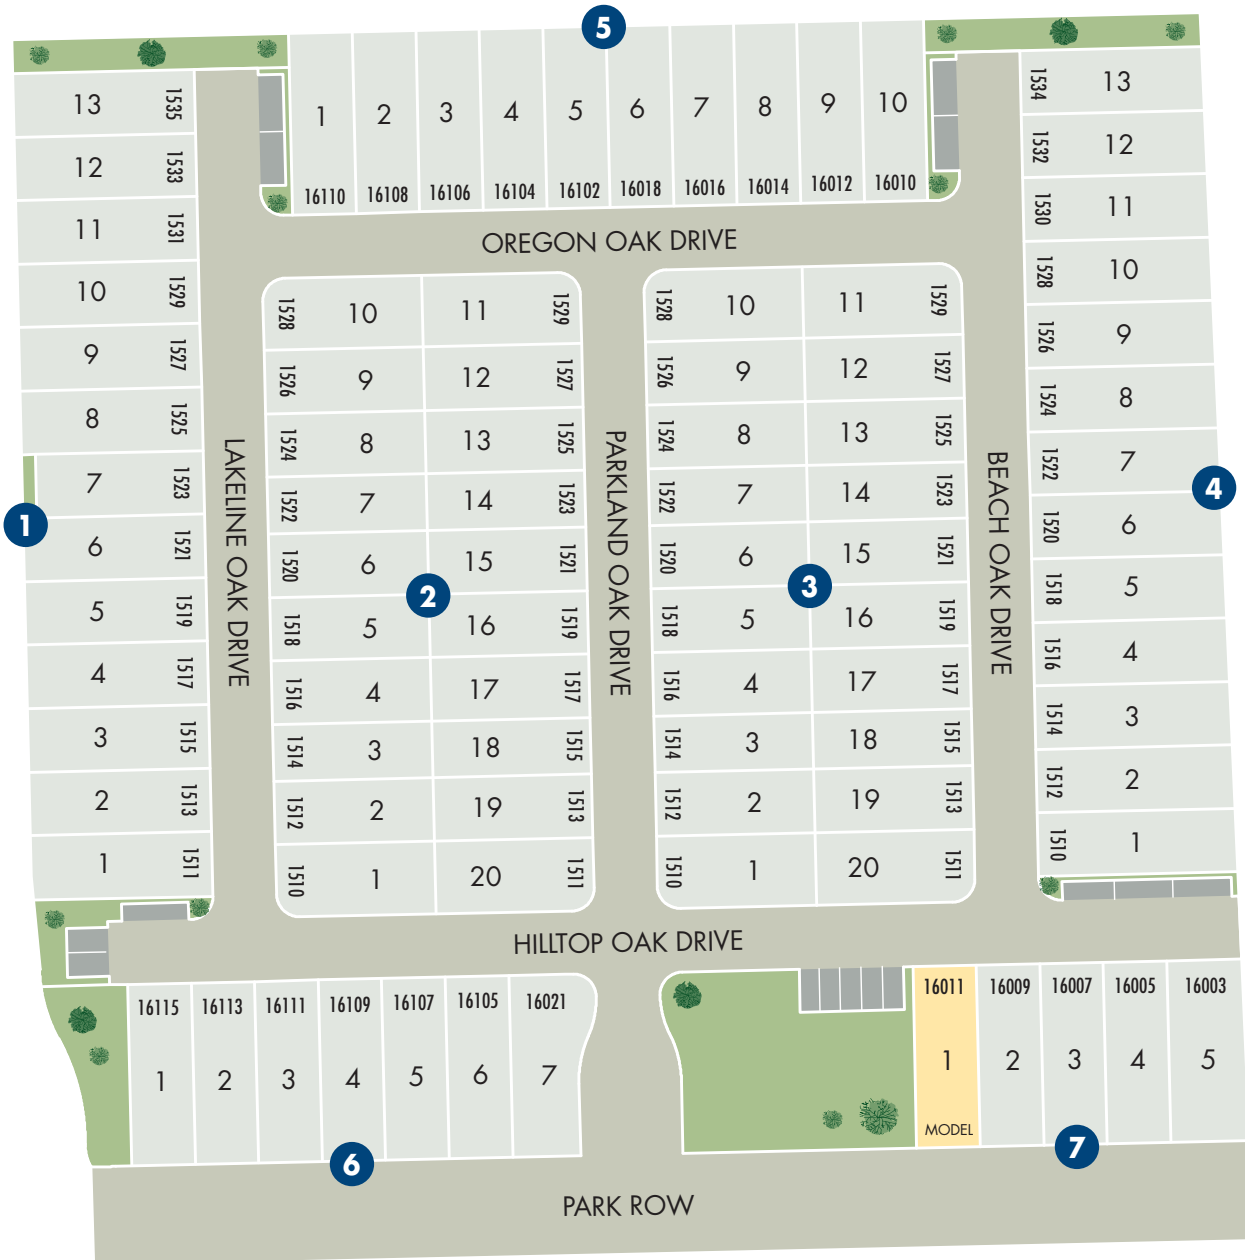 5
1
2
3
4
5
6
7
8
9
10
16110
16108
16106
16104
16102
16018
16016
16014
16012
16010
OREGON OAK DRIVE
1
13 1535
12 1533
11 1531
10 1529
9 1527
8 1525
7 1523
6 1521
5 1519
4 1517
3 1515
2 1513
1 1511
LAKELINE OAK DRIVE
2
1528 10 11 1529
1526 9 12 1527
1524 8 13 1525
1522 7 14 1523
1520 6 15 1521
1518 5 16 1519
1516 4 17 1517
1514 3 18 1515
1512 2 19 1513
1510 1 20 1511
PARKLAND OAK DRIVE
3
1528 10 11 1529
1526 9 12 1527
1524 8 13 1525
1522 7 14 1523
1520 6 15 1521
1518 5 16 1519
1516 4 17 1517
1514 3 18 1515
1512 2 19 1513
1510 1 20 1511
BEACH OAK DRIVE
4
1534 13
1532 12
1530 11
1528 10
1526 9
1524 8
1522 7
1520 6
1518 5
1516 4
1514 3
1512 2
1510 1
HILLTOP OAK DRIVE
16115
16113
16111
16109
16107
16105
16021
1
2
3
4
5
6
7
6
16011
16009
16007
16005
16003
1
2
3
4
5
MODEL
7
PARK ROW